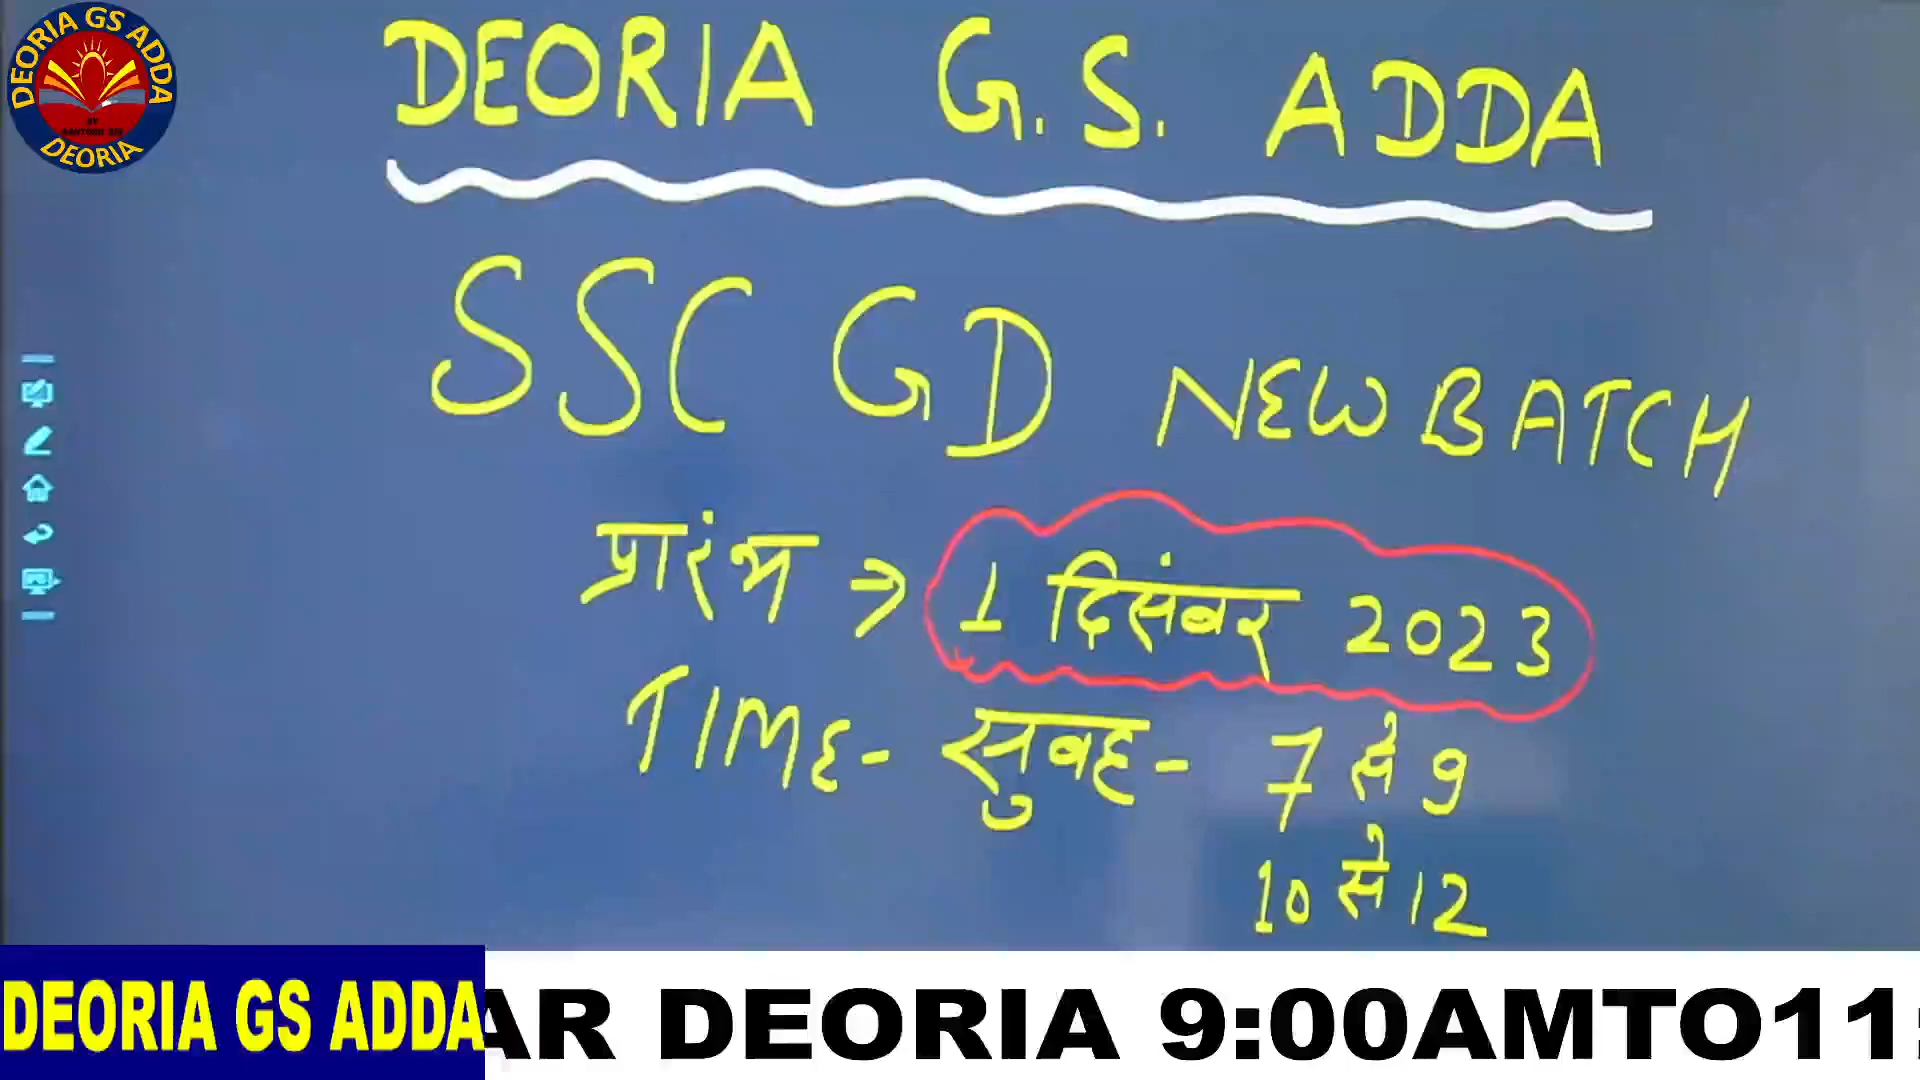 DEORIA GS ADDA
DEORIA
DEORIA G.S. ADDA
SSC GD NEW BATCH
प्रारंभ → 1 दिसंबर 2023
TIME - सुबह - 7 से 9
10 से 12
DEORIA GS ADDA
AR DEORIA 9:00AMTO11: